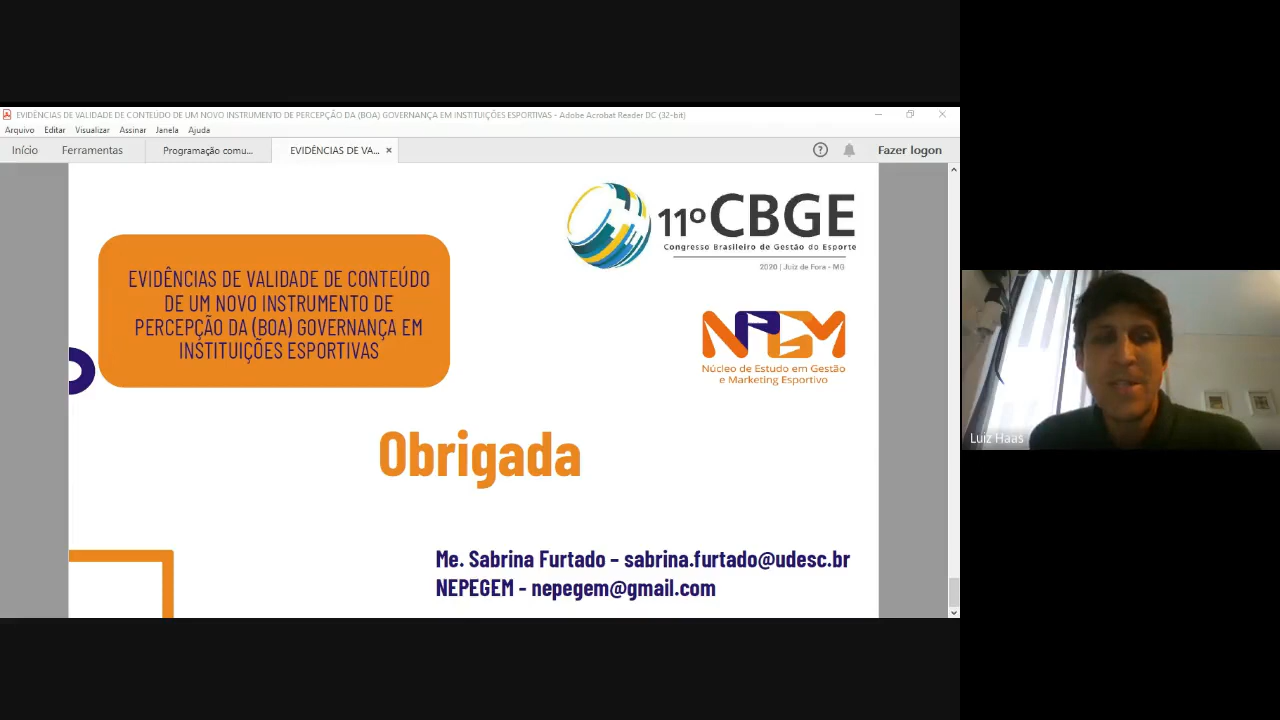 EVIDÊNCIAS DE VALIDADE DE CONTEÚDO DE UM NOVO INSTRUMENTO DE PERCEPÇÃO DA (BOA) GOVERNANÇA EM INSTITUIÇÕES ESPORTIVAS - Adobe Acrobat Reader DC (32-bit)
Arquivo Editar Visualizar Assinar Janela Ajuda
Início Ferramentas Programação comu... EVIDÊNCIAS DE VA... × ? Fazer logon
11º CBGE
Congresso Brasileiro de Gestão do Esporte
2020 | Juiz de Fora - MG
EVIDÊNCIAS DE VALIDADE DE CONTEÚDO
DE UM NOVO INSTRUMENTO DE
PERCEPÇÃO DA (BOA) GOVERNANÇA EM
INSTITUIÇÕES ESPORTIVAS
Núcleo de Estudo em Gestão
e Marketing Esportivo
Obrigada
Me. Sabrina Furtado – sabrina.furtado@udesc.br
NEPEGEM - nepegem@gmail.com
Luiz Haas